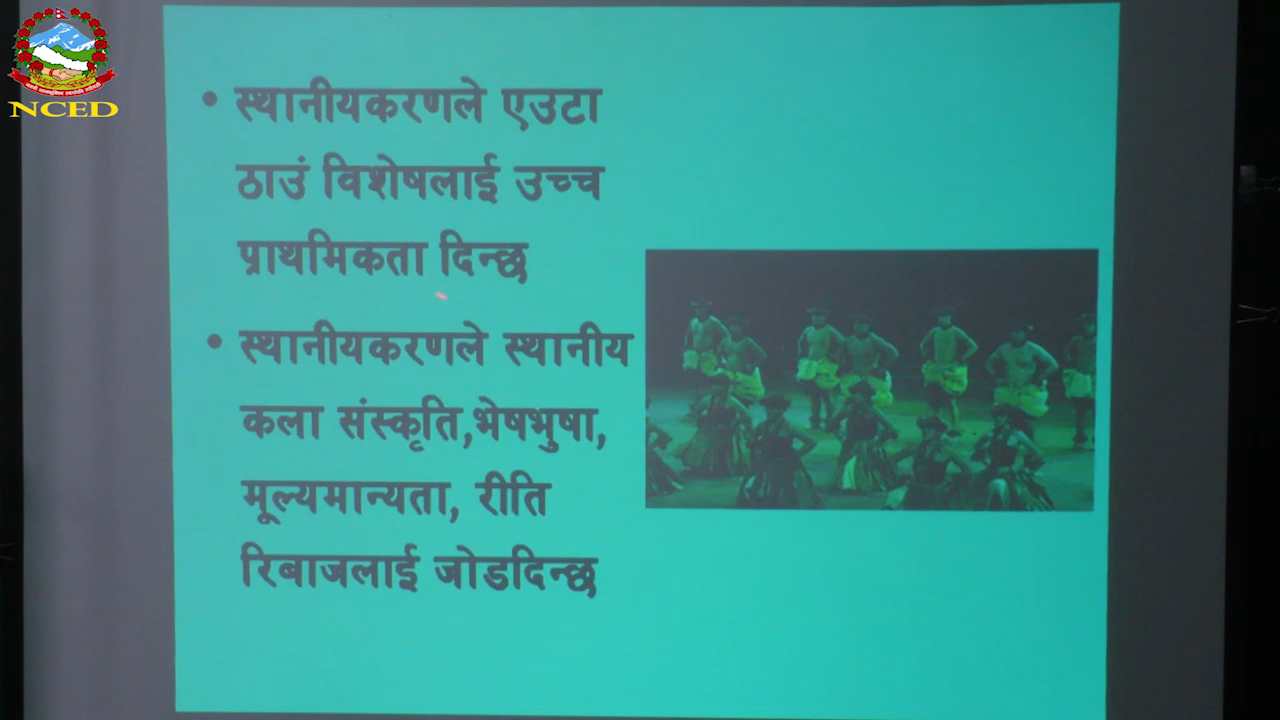 NCED
• स्थानीयकरणले एउटा
ठाउं विशेषलाई उच्च
प्राथमिकता दिन्छ
• स्थानीयकरणले स्थानीय
कला संस्कृति,भेषभुषा,
मूल्यमान्यता, रीति
रिबाजलाई जोडदिन्छ